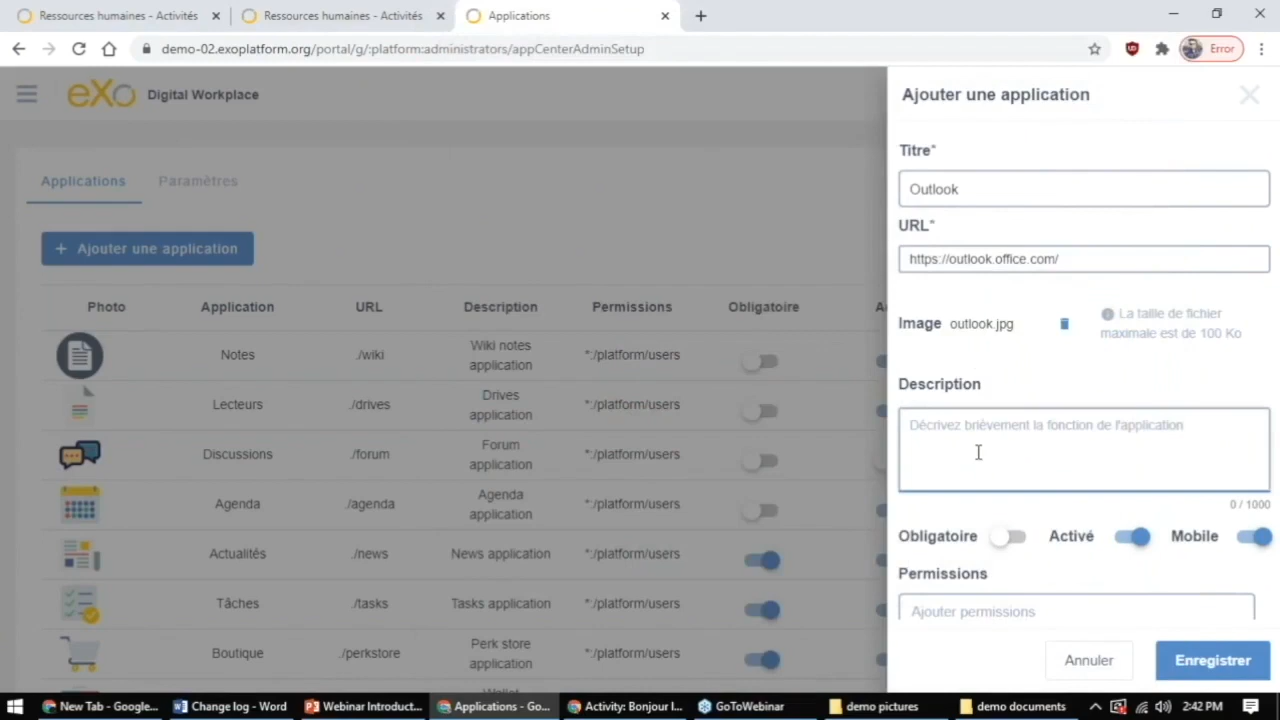 Ressources humaines - Activités
Ressources humaines - Activités
Applications
demo-02.exoplatform.org/portal/g/:platform:administrators/appCenterAdminSetup
Error
eXo
Digital Workplace
Applications
Paramètres
+ Ajouter une application
Photo Application URL Description Permissions Obligatoire
Notes ./wiki Wiki notes application *:/platform/users
Lecteurs ./drives Drives application *:/platform/users
Discussions ./forum Forum application *:/platform/users
Agenda ./agenda Agenda application *:/platform/users
Actualités ./news News application *:/platform/users
Tâches ./tasks Tasks application *:/platform/users
Boutique ./perkstore Perk store application *:/platform/users
Ajouter une application
Titre*
Outlook
URL*
https://outlook.office.com/
Image outlook.jpg
La taille de fichier
maximale est de 100 Ko
Description
Décrivez brièvement la fonction de l'application
0 / 1000
Obligatoire Activé Mobile
Permissions
Ajouter permissions
Annuler
Enregistrer
New Tab - Google...
Change log - Word
Webinar Introduct...
Applications - Go...
Activity: Bonjour l...
GoToWebinar
demo pictures
demo documents
2:42 PM